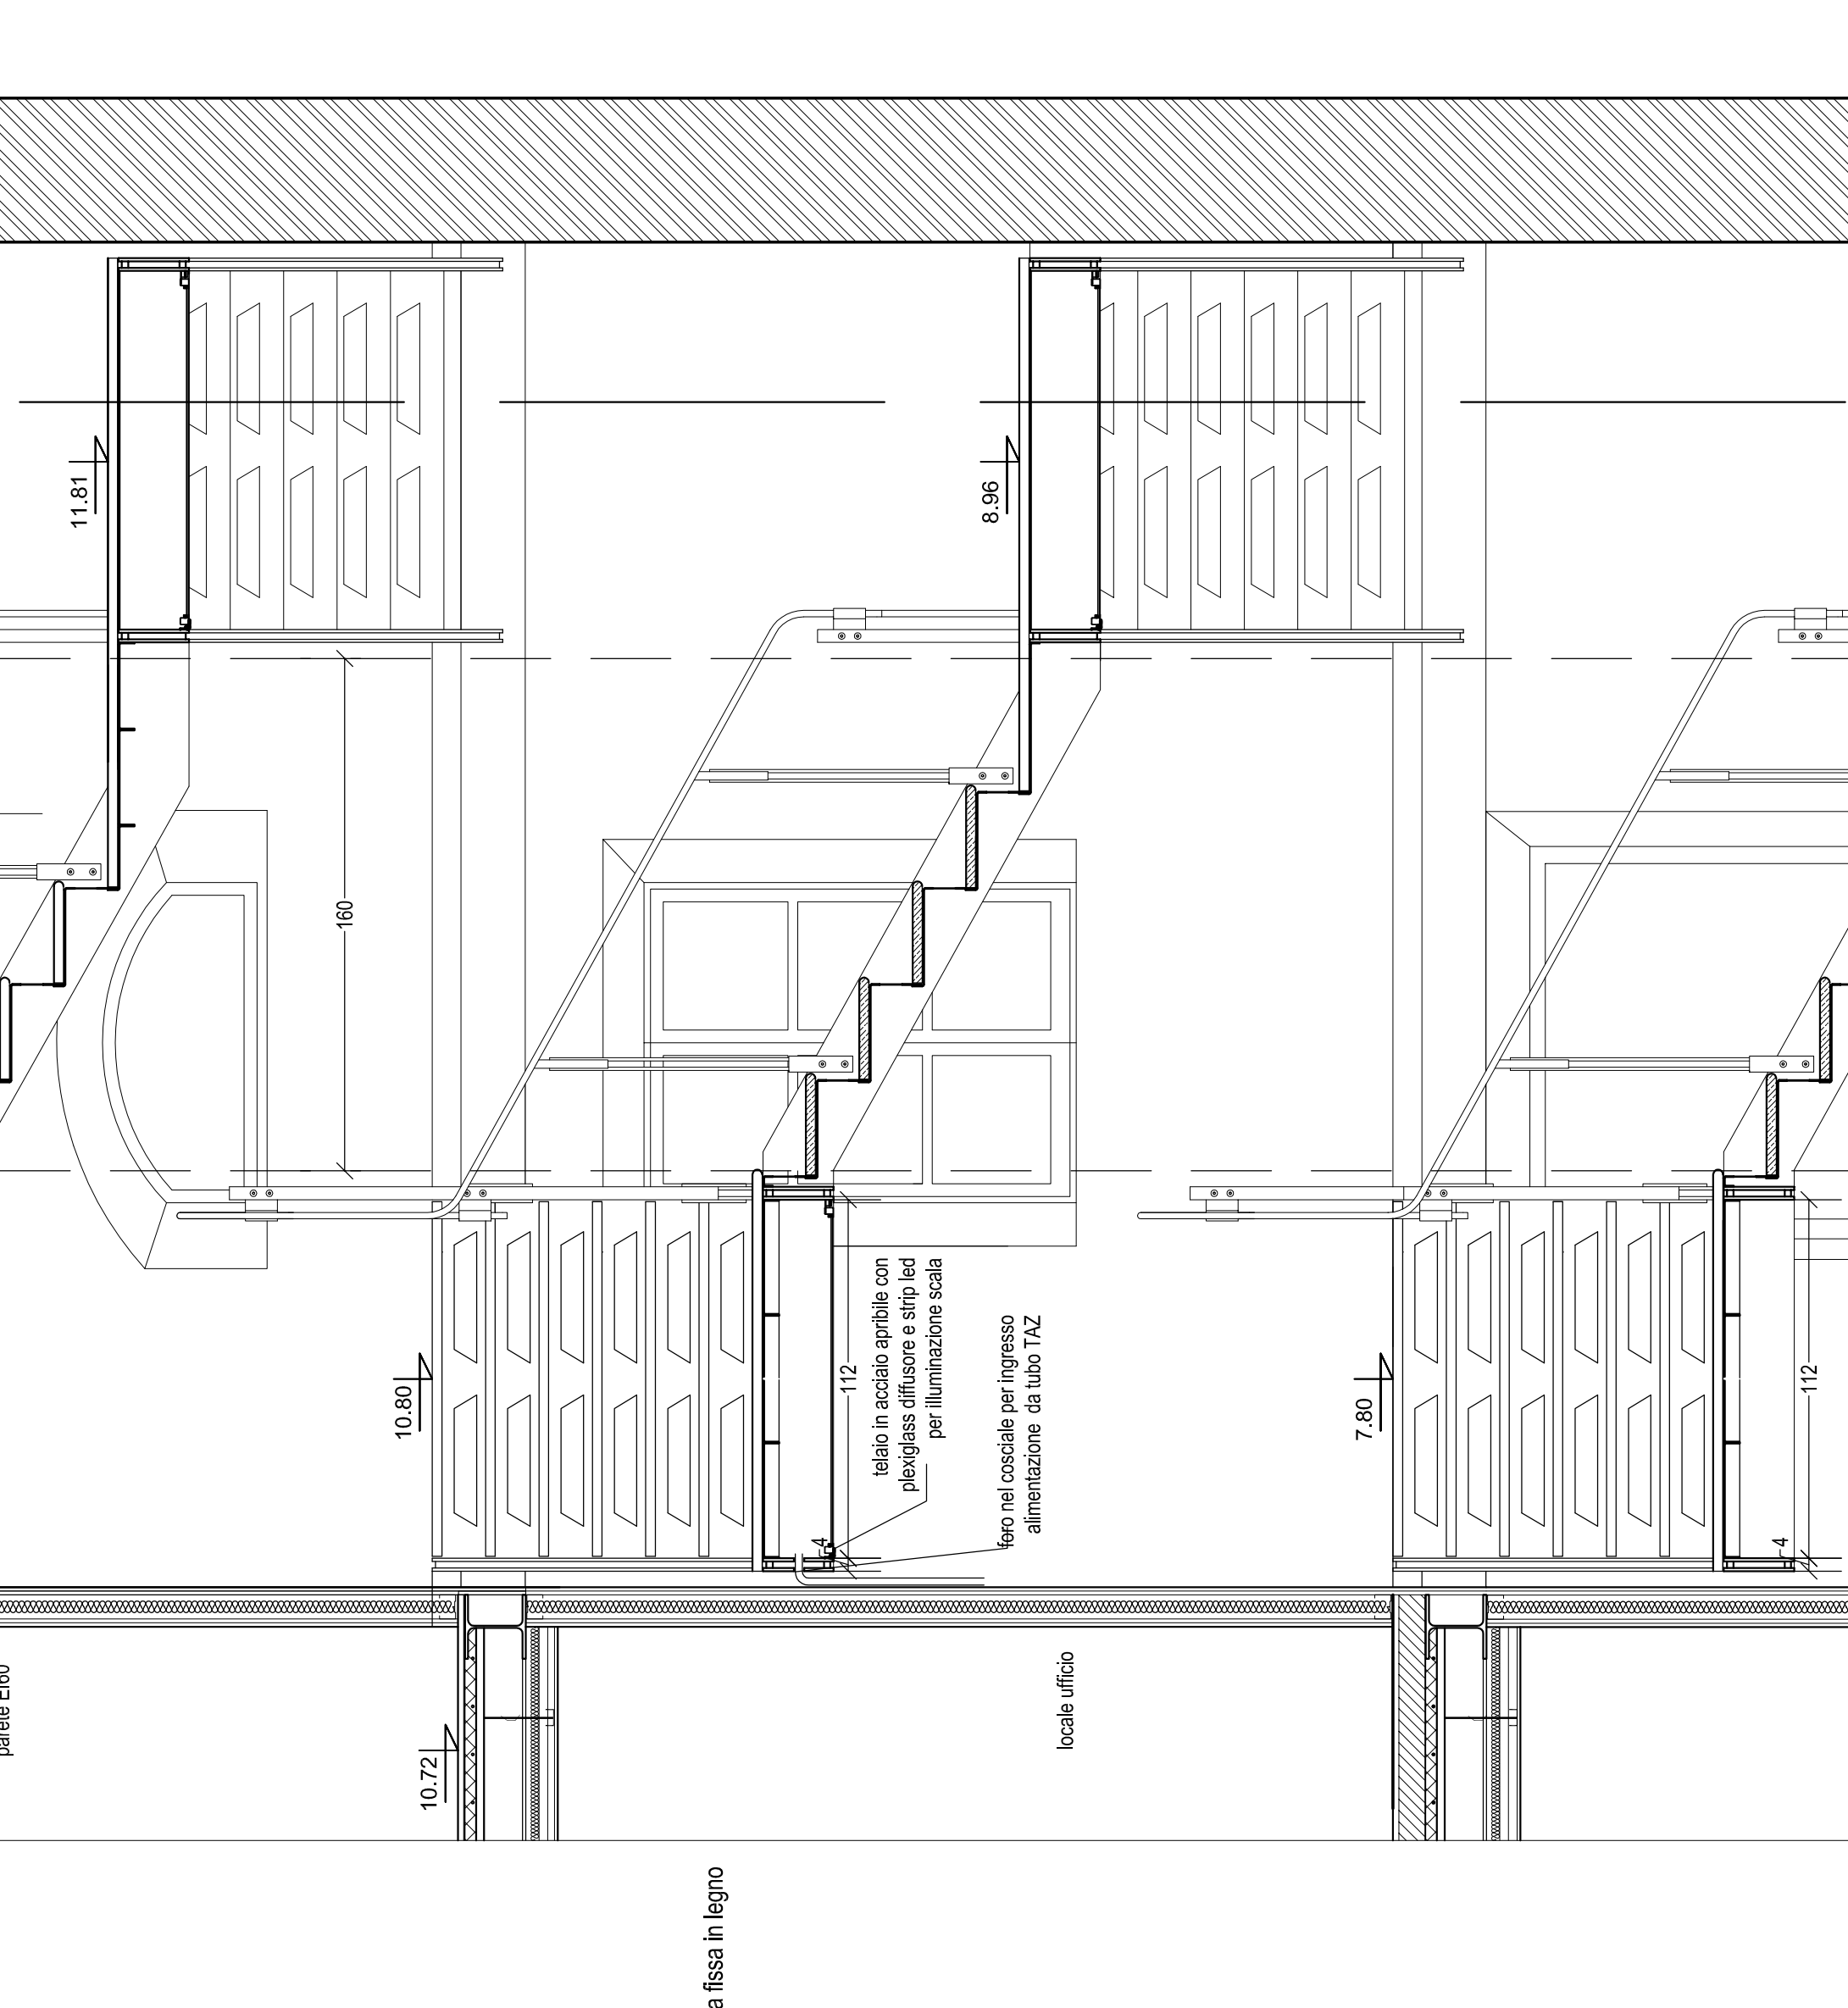 11.81
8.96
160
10.80
telaio in acciaio apribile con
plexiglass diffusore e strip led
per illuminazione scala
112
4
foro nel cosciale per ingresso
alimentazione da tubo TAZ
7.80
112
4
parete EI60
10.72
locale ufficio
a fissa in legno